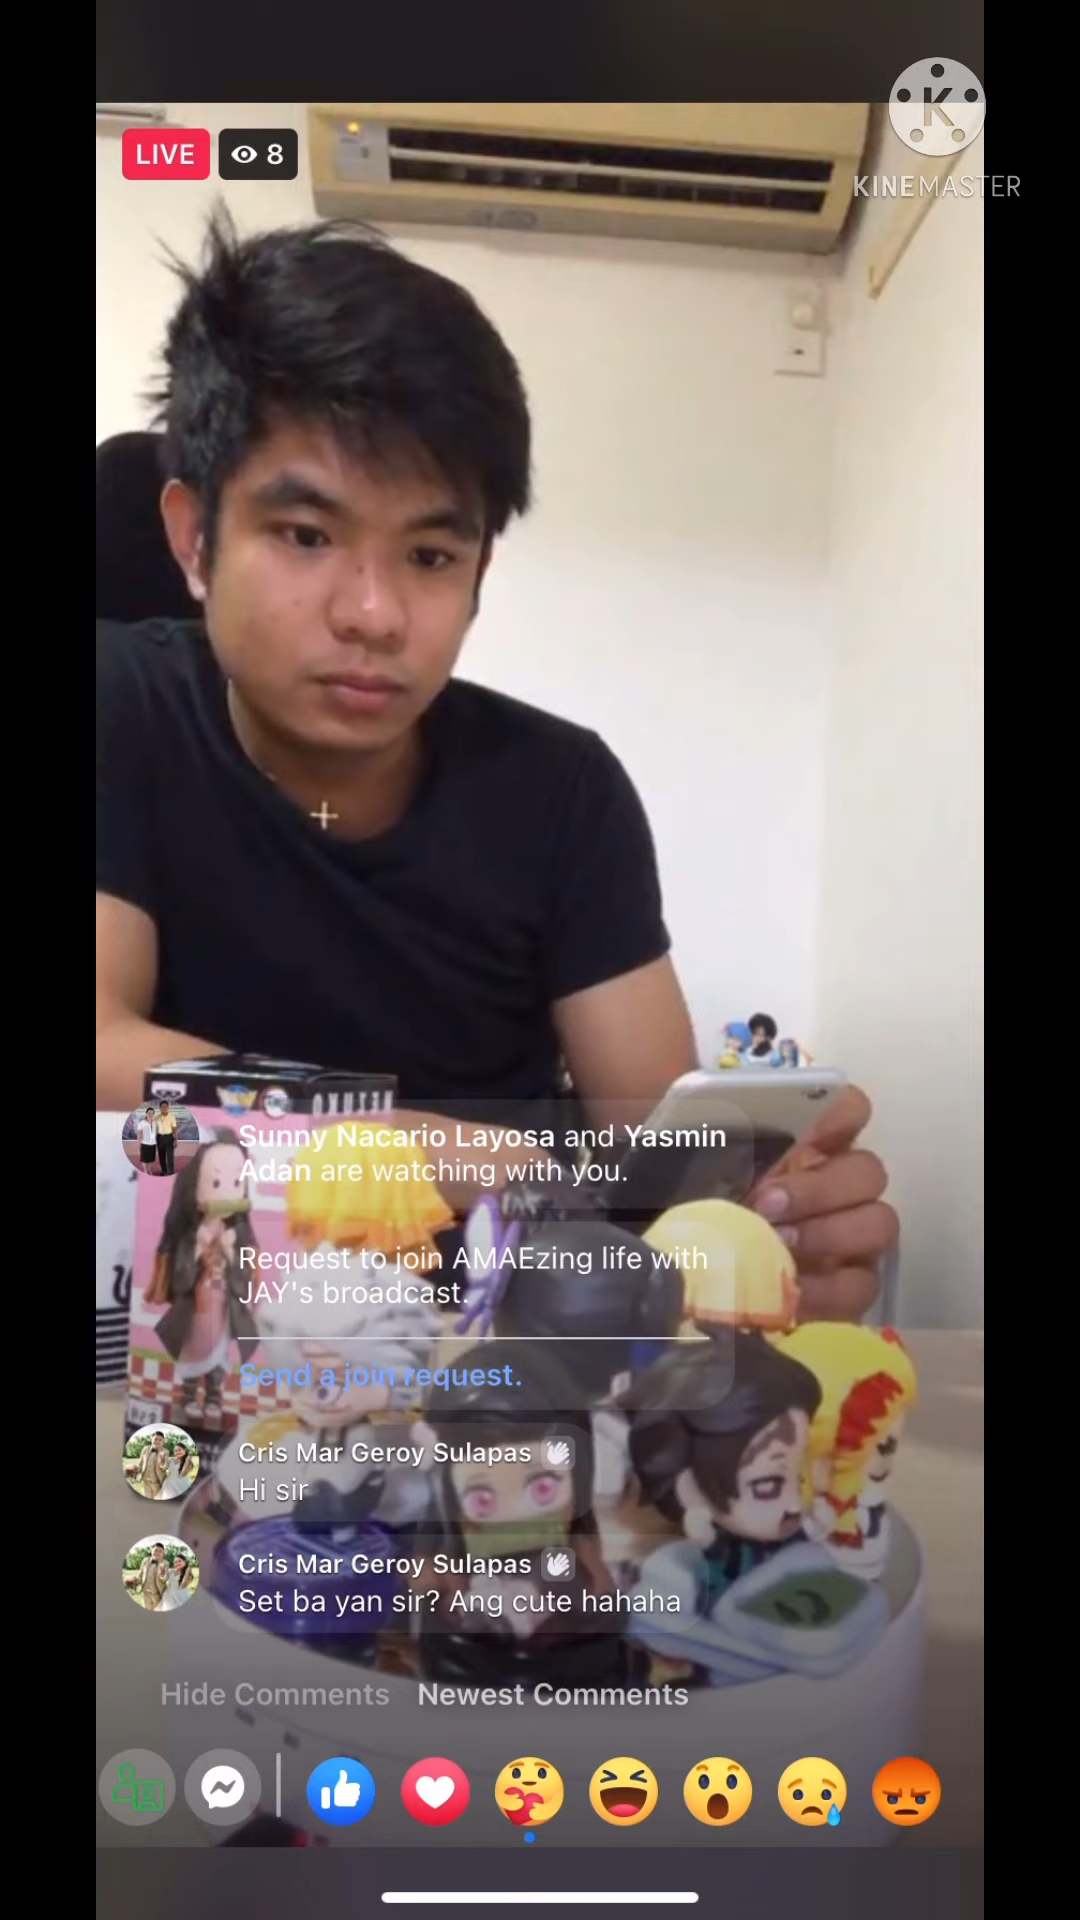 LIVE
8
K
KINEMASTER
Sunny Nacario Layosa and Yasmin
Adan are watching with you.
Request to join AMAEzing life with
JAY's broadcast.
Send a join request.
Cris Mar Geroy Sulapas
Hi sir
Cris Mar Geroy Sulapas
Set ba yan sir? Ang cute hahaha
Hide Comments
Newest Comments